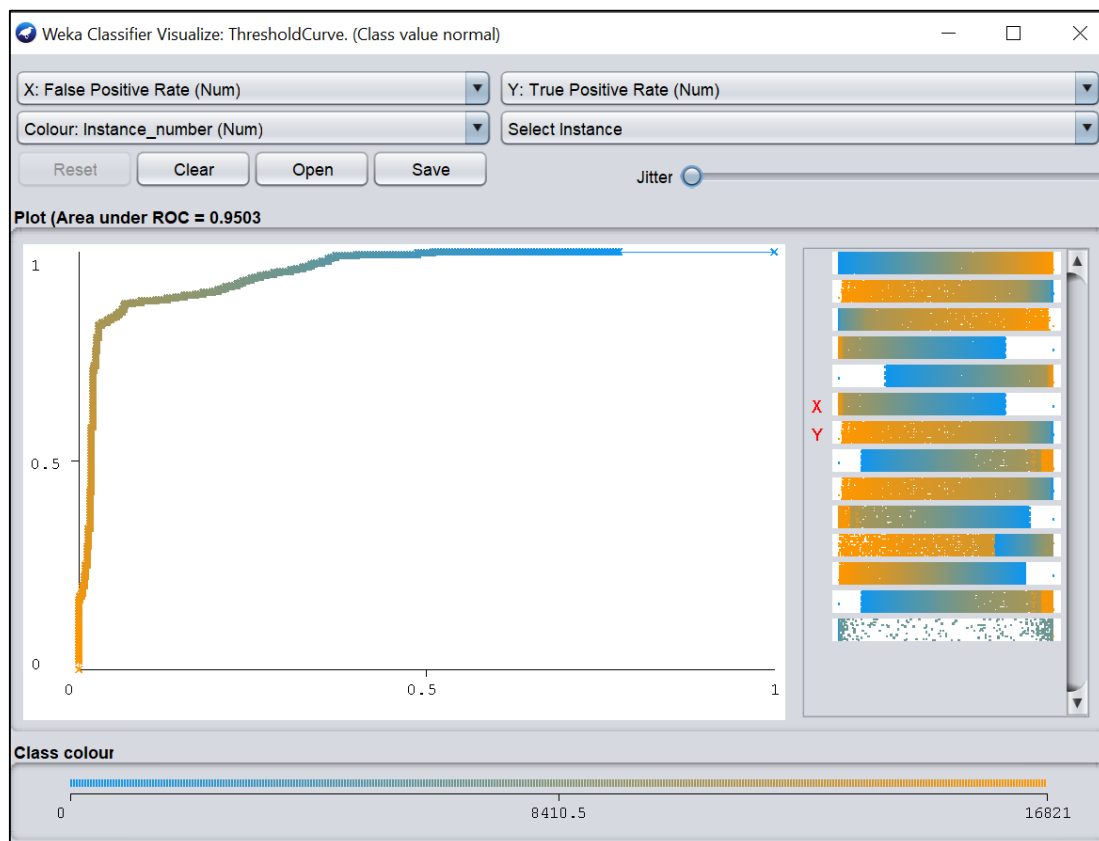 Weka Classifier Visualize: ThresholdCurve. (Class value normal)
X: False Positive Rate (Num)
Y: True Positive Rate (Num)
Colour: Instance_number (Num)
Select Instance
Reset
Clear
Open
Save
Jitter
Plot (Area under ROC = 0.9503
1
0.5
0
0
0.5
1
X
Y
Class colour
0
8410.5
16821